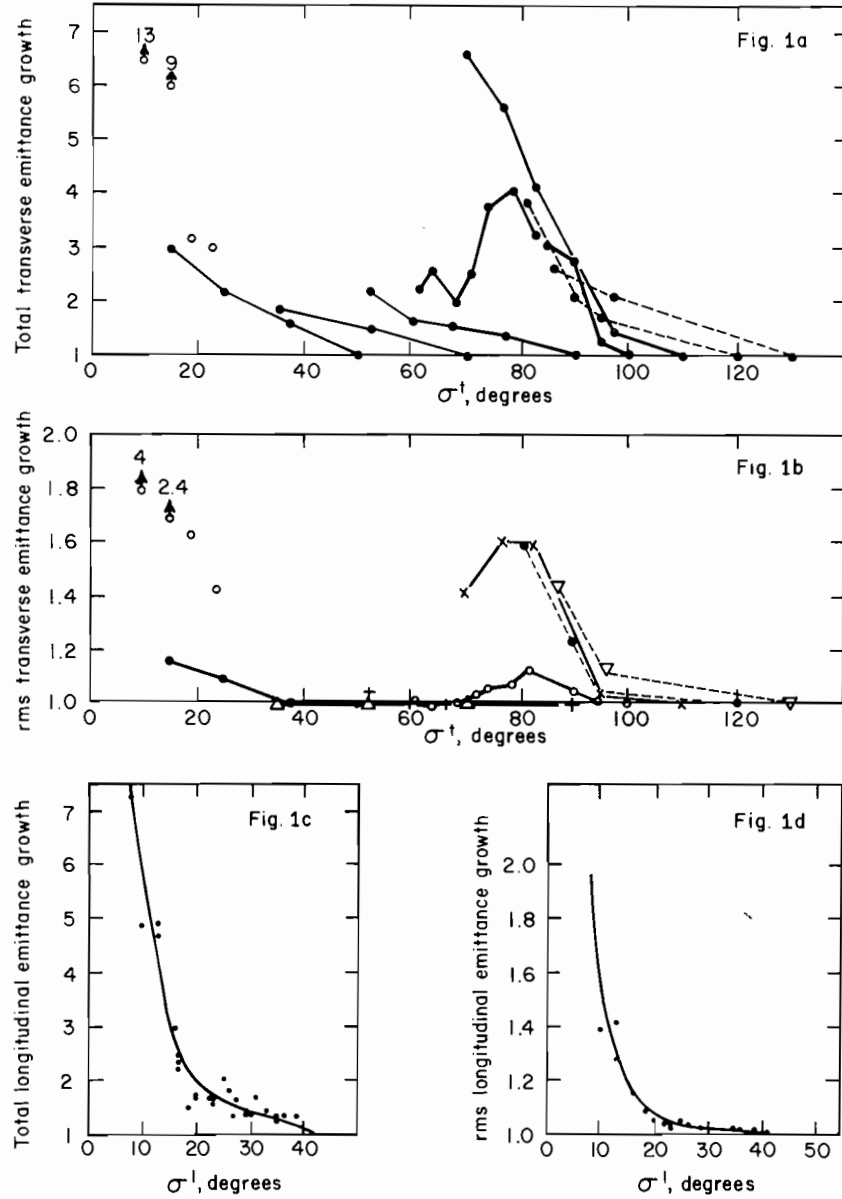 Fig. 1a
Total transverse emittance growth
7
6
5
4
3
2
1
13
9
0 20 40 60 80 100 120
σᵗ, degrees
Fig. 1b
rms transverse emittance growth
2.0
1.8
1.6
1.4
1.2
1.0
4
2.4
0 20 40 60 80 100 120
σᵗ, degrees
Fig. 1c
Total longitudinal emittance growth
7
6
5
4
3
2
1
0 10 20 30 40
σˡ, degrees
Fig. 1d
rms longitudinal emittance growth
2.0
1.8
1.6
1.4
1.2
1.0
0 10 20 30 40 50
σˡ, degrees